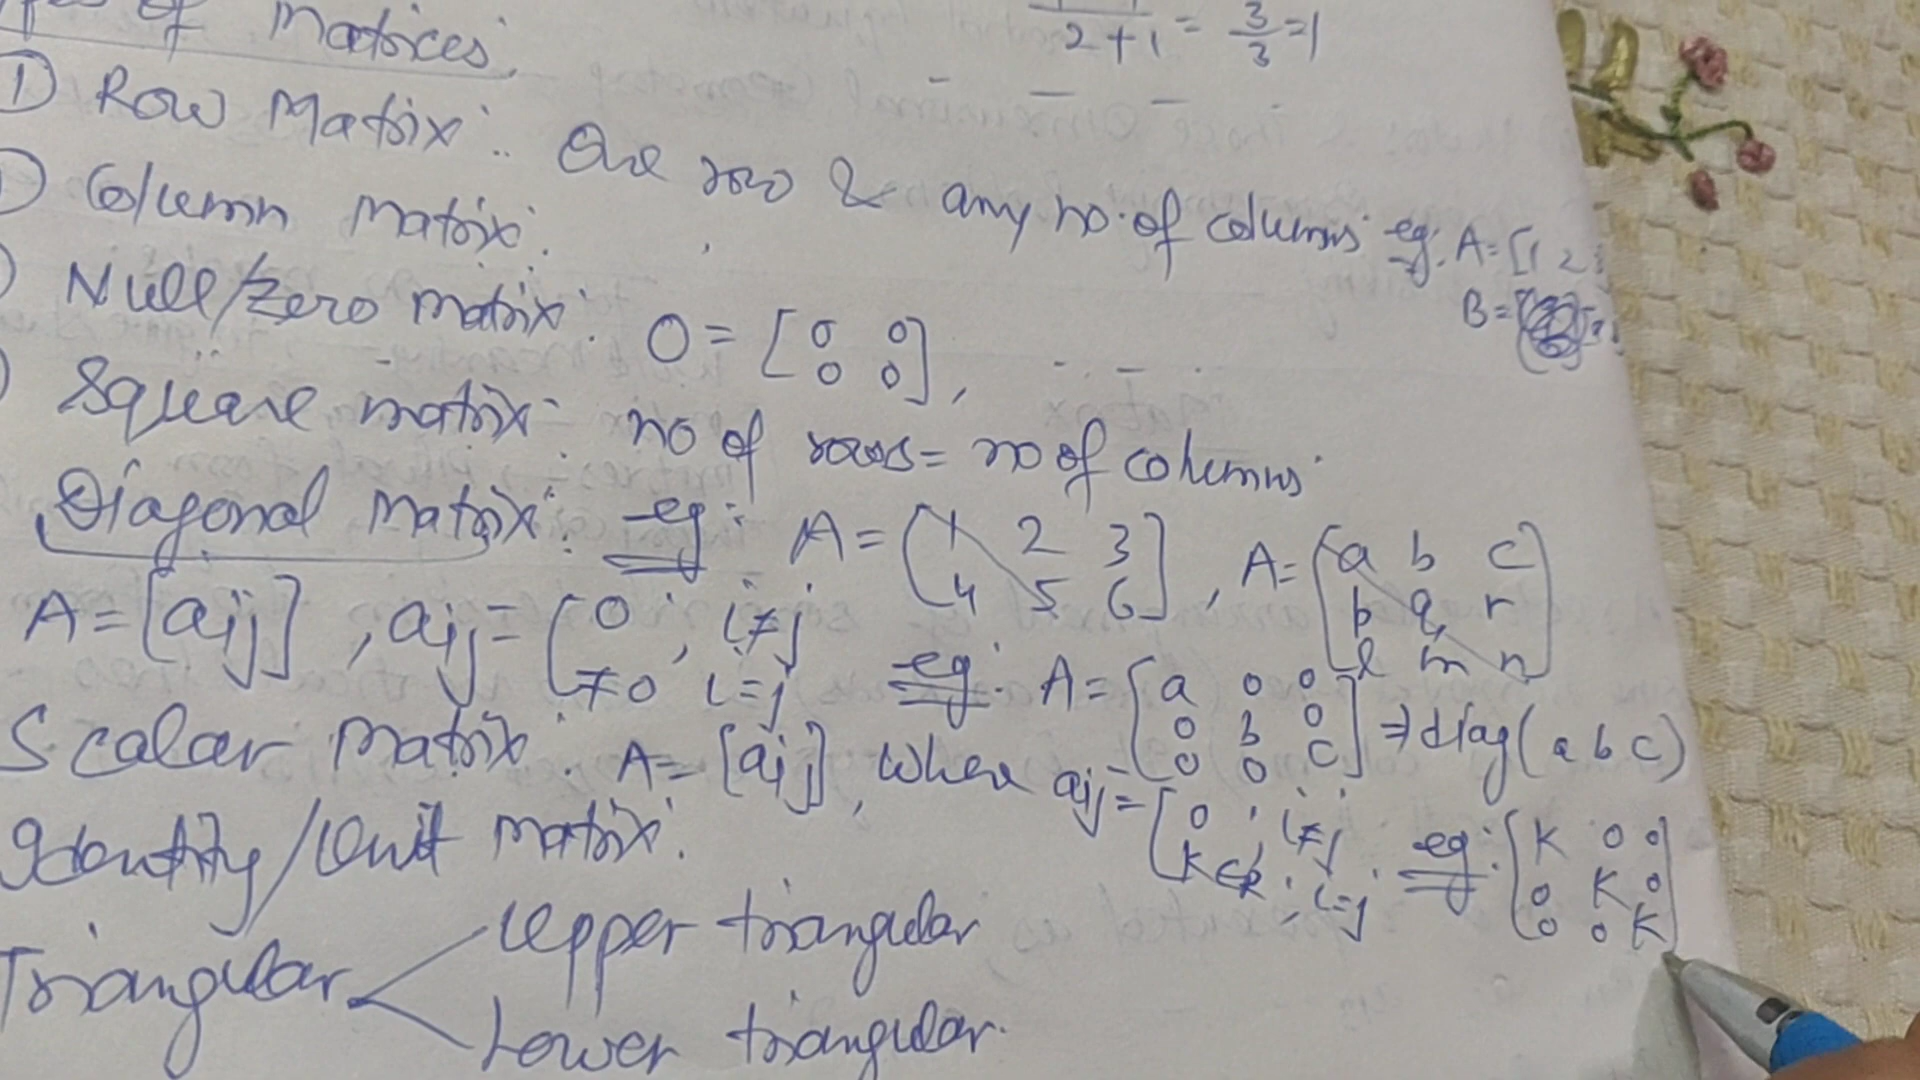 of Matrices.
2+1 = 3/3 = 1
① Row Matrix: One row & any no. of columns eg: A=[1 2
Column Matrix:
B=[
Null/Zero matrix: O = [0 0
0 0],
Square matrix: no of rows = no of columns
Diagonal Matrix: eg: A = [1 2 3
4 5 6], A= [a b c
b q r
l m n]
A = [aij], aij = [0, i≠j
≠0 i=j eg: A = [a 0 0
0 b 0
0 0 c] ⇒ diag(a b c)
Scalar Matrix: A = [aij], where aij = [0, i≠j
K∈R, i=j eg: [K 0 0
0 K 0
0 0 K]
Identity/Unit Matrix:
Triangular < Upper triangular
Lower triangular.